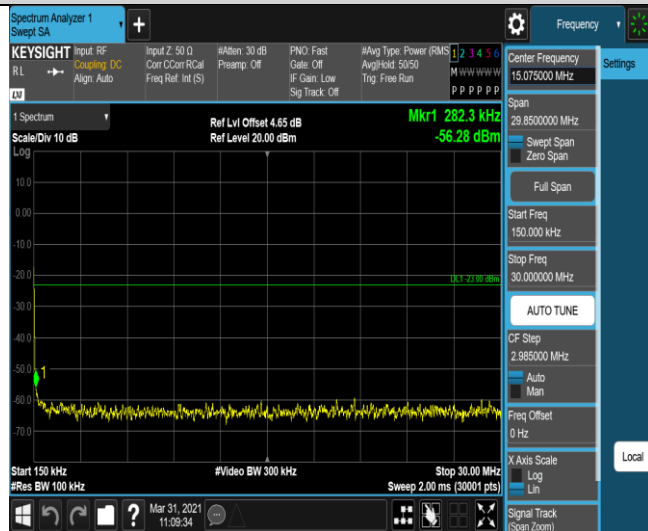 Spectrum Analyzer 1
Swept SA
+
Frequency
KEYSIGHT
RL
LXI
Input: RF
Coupling: DC
Align: Auto
Input Z: 50 Ω
Corr CCorr RCal
Freq Ref: Int (S)
#Atten: 30 dB
Preamp: Off
PNO: Fast
Gate: Off
IF Gain: Low
Sig Track: Off
#Avg Type: Power (RMS
Avg|Hold: 50/50
Trig: Free Run
1 2 3 4 5 6
M W W W W W
P P P P P P
1 Spectrum
Scale/Div 10 dB
Log
Ref Lvl Offset 4.65 dB
Ref Level 20.00 dBm
Mkr1 282.3 kHz
-56.28 dBm
10.0
0.00
-10.0
-20.0
-30.0
-40.0
-50.0
-60.0
-70.0
DL1 -23.00 dBm
1
Start 150 kHz
#Res BW 100 kHz
#Video BW 300 kHz
Stop 30.00 MHz
Sweep 2.00 ms (30001 pts)
Mar 31, 2021
11:09:34
?
Center Frequency
15.075000 MHz
Span
29.8500000 MHz
Swept Span
Zero Span
Full Span
Start Freq
150.000 kHz
Stop Freq
30.000000 MHz
AUTO TUNE
CF Step
2.985000 MHz
Auto
Man
Freq Offset
0 Hz
X Axis Scale
Log
Lin
Signal Track
(Span Zoom)
Settings
Local